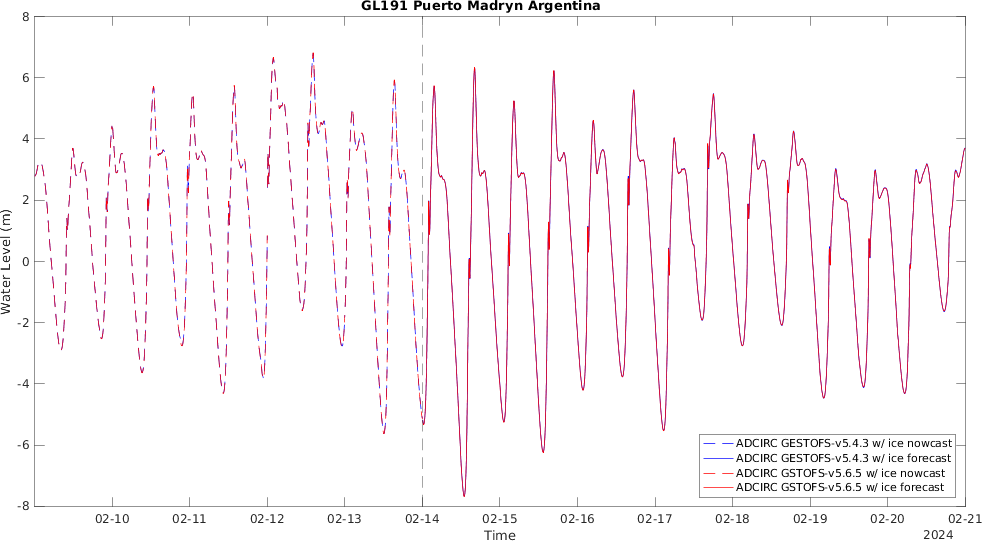 GL191 Puerto Madryn Argentina
8
6
4
2
0
-2
-4
-6
-8
Water Level (m)
ADCIRC GESTOFS-v5.4.3 w/ ice nowcast
ADCIRC GESTOFS-v5.4.3 w/ ice forecast
ADCIRC GSTOFS-v5.6.5 w/ ice nowcast
ADCIRC GSTOFS-v5.6.5 w/ ice forecast
02-10 02-11 02-12 02-13 02-14 02-15 02-16 02-17 02-18 02-19 02-20 02-21
Time
2024